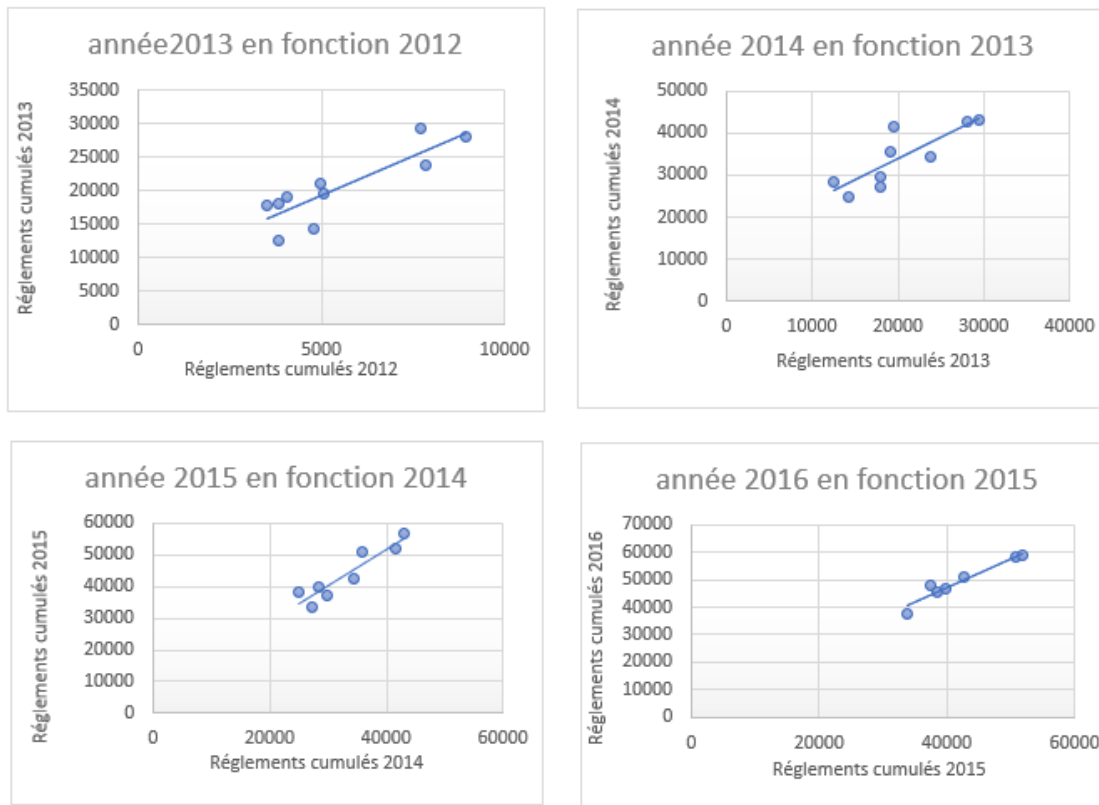 année2013 en fonction 2012
Réglements cumulés 2013
35000
30000
25000
20000
15000
10000
5000
0
0 5000 10000
Réglements cumulés 2012
année 2014 en fonction 2013
Réglements cumulés 2014
50000
40000
30000
20000
10000
0
0 10000 20000 30000 40000
Réglements cumulés 2013
année 2015 en fonction 2014
Réglements cumulés 2015
60000
50000
40000
30000
20000
10000
0
0 20000 40000 60000
Réglements cumulés 2014
année 2016 en fonction 2015
Réglements cumulés 2016
70000
60000
50000
40000
30000
20000
10000
0
0 20000 40000 60000
Réglements cumulés 2015